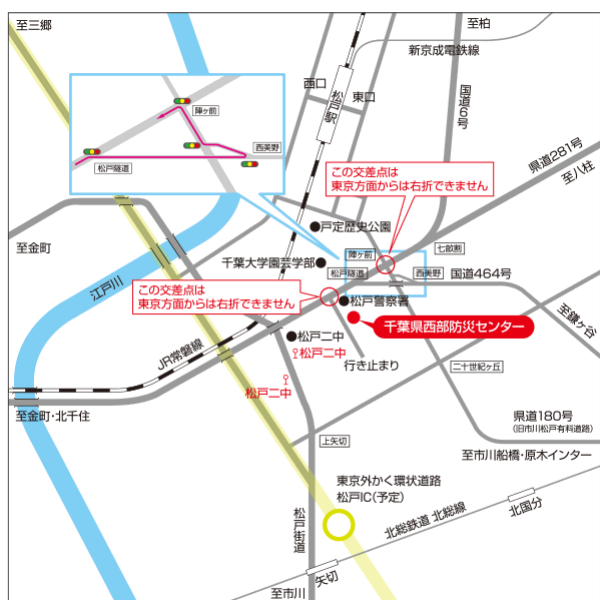 至三郷
至柏
新京成電鉄線
西口
東口
松戸駅
国道6号
県道281号
至八柱
陣ヶ前
西美野
松戸隧道
この交差点は
東京方面からは右折できません
戸定歴史公園
七畝割
陣ヶ前
至金町
千葉大学園芸学部
松戸隧道
西美野
国道464号
江戸川
この交差点は
東京方面からは右折できません
松戸警察署
千葉県西部防災センター
至鎌ヶ谷
松戸二中
松戸二中
JR常磐線
行き止まり
二十世紀ヶ丘
松戸二中
至金町・北千住
県道180号
(旧市川松戸有料道路)
上矢切
至市川船橋・原木インター
東京外かく環状道路
松戸IC(予定)
松戸街道
北総鉄道 北総線
北国分
矢切
至市川